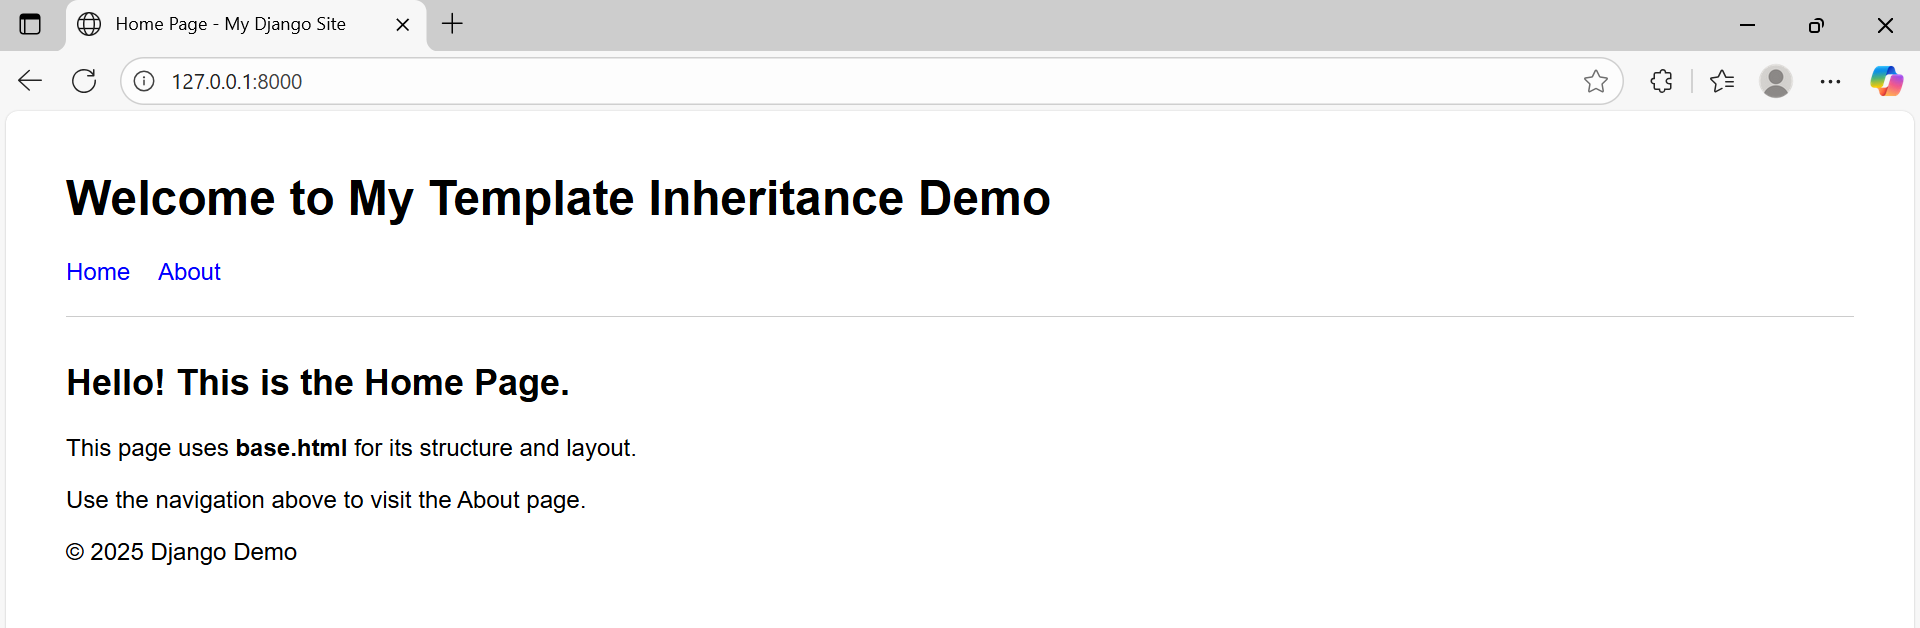 Home Page - My Django Site
127.0.0.1:8000
Welcome to My Template Inheritance Demo
Home About
Hello! This is the Home Page.
This page uses base.html for its structure and layout.
Use the navigation above to visit the About page.
© 2025 Django Demo